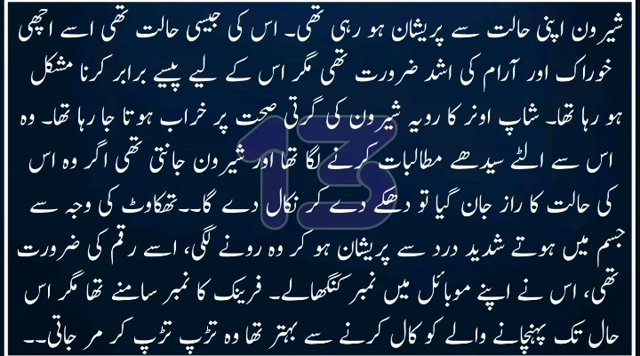 شیرون اپنی حالت سے پریشان ہو رہی تھی۔ اس کی جیسی حالت تھی اسے اچھی
خوراک اور آرام کی اشد ضرورت تھی مگر اس کے لیے پیسے برابر کرنا مشکل
ہو رہا تھا۔ شاپ اونر کا رویہ شیرون کی گرتی صحت پر خراب ہوتا جا رہا تھا۔ وہ
اس سے الٹے سیدھے مطالبات کرنے لگا تھا اور شیرون جانتی تھی اگر وہ اس
کی حالت کا راز جان گیا تو دھکے دے کر نکال دے گا۔۔تھکاوٹ کی وجہ سے
جسم میں ہوتے شدید درد سے پریشان ہو کر وہ رونے لگی، اسے رقم کی ضرورت
تھی، اس نے اپنے موبائل میں نمبر کنگھالے۔ فرینک کا نمبر سامنے تھا مگر اس
حال تک پہنچانے والے کو کال کرنے سے بہتر تھا وہ تڑپ تڑپ کر مر جاتی۔۔
13